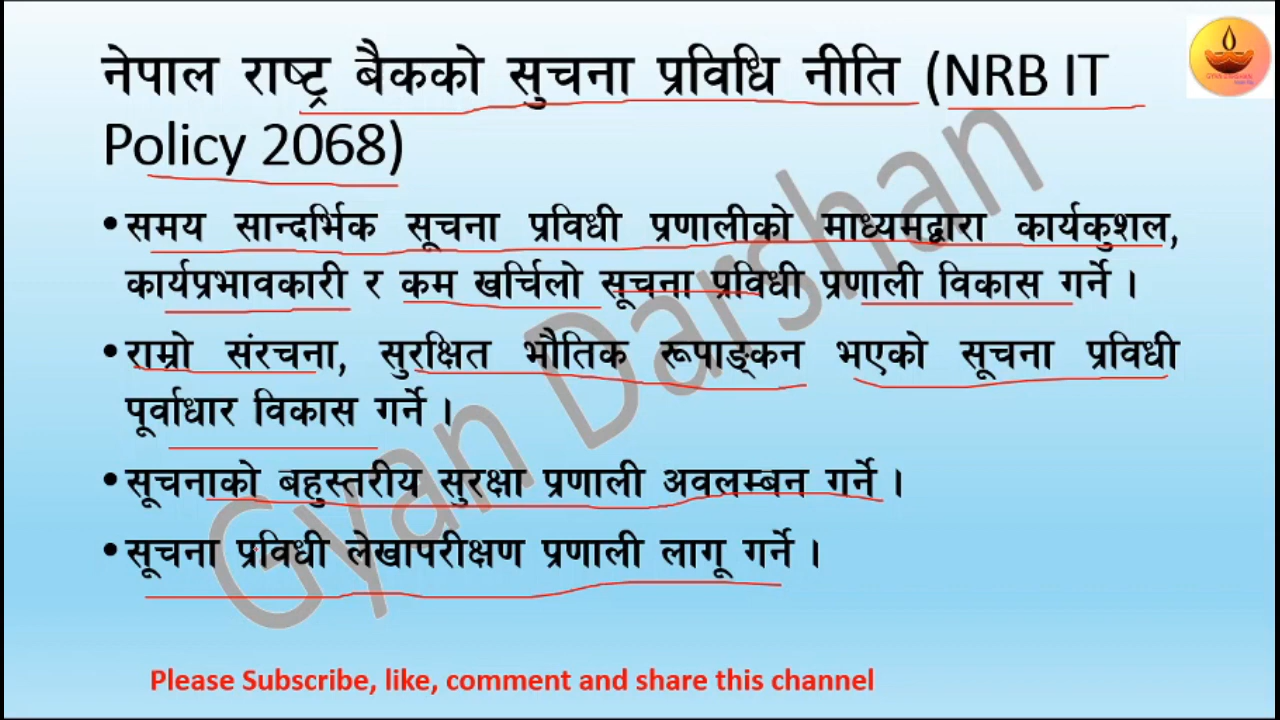 नेपाल राष्ट्र बैकको सुचना प्रविधि नीति (NRB IT
Policy 2068)
•समय सान्दर्भिक सूचना प्रविधी प्रणालीको माध्यमद्वारा कार्यकुशल,
कार्यप्रभावकारी र कम खर्चिलो सूचना प्रविधी प्रणाली विकास गर्ने ।
•राम्रो संरचना, सुरक्षित भौतिक रूपाङ्कन भएको सूचना प्रविधी
पूर्वाधार विकास गर्ने ।
•सूचनाको बहुस्तरीय सुरक्षा प्रणाली अवलम्बन गर्ने ।
•सूचना प्रविधी लेखापरीक्षण प्रणाली लागू गर्ने ।
Gyan Darshan
Please Subscribe, like, comment and share this channel